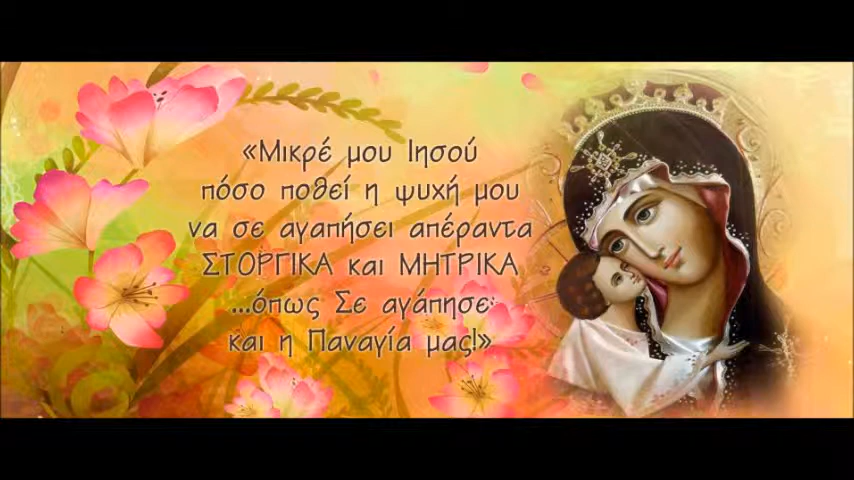 «Μικρέ μου Ιησού
πόσο ποθεί η ψυχή μου
να σε αγαπήσει απέραντα
ΣΤΟΡΓΙΚΑ και ΜΗΤΡΙΚΑ
...όπως Σε αγάπησε
και η Παναγία μας!»